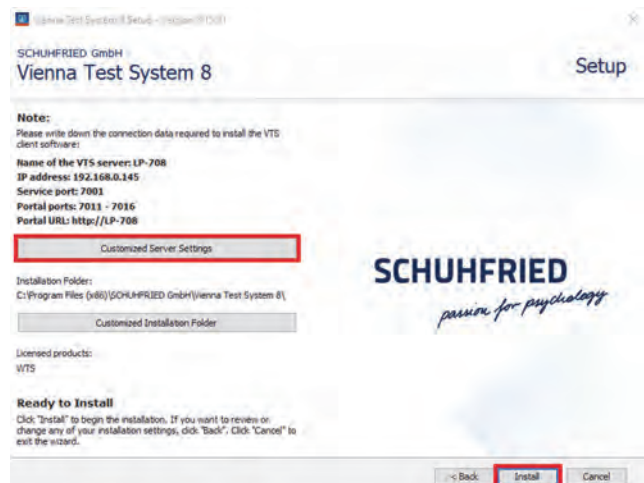 Vienna Test System 8 Setup -
SCHUHFRIED GmbH
Vienna Test System 8
Setup
Note:
Please write down the connection data required to install the VTS
client software:
Name of the VTS server: LP-708
IP address: 192.168.0.145
Service port: 7001
Portal ports: 7011 - 7016
Portal URL: http://LP-708
Customized Server Settings
Installation Folder:
C:\Program Files (x86)\SCHUHFRIED GmbH\Vienna Test System 8\
Customized Installation Folder
Licensed products:
WTS
Ready to Install
Click "Install" to begin the installation. If you want to review or
change any of your installation settings, click "Back". Click "Cancel" to
exit the wizard.
SCHUHFRIED
passion for psychology
< Back
Install
Cancel